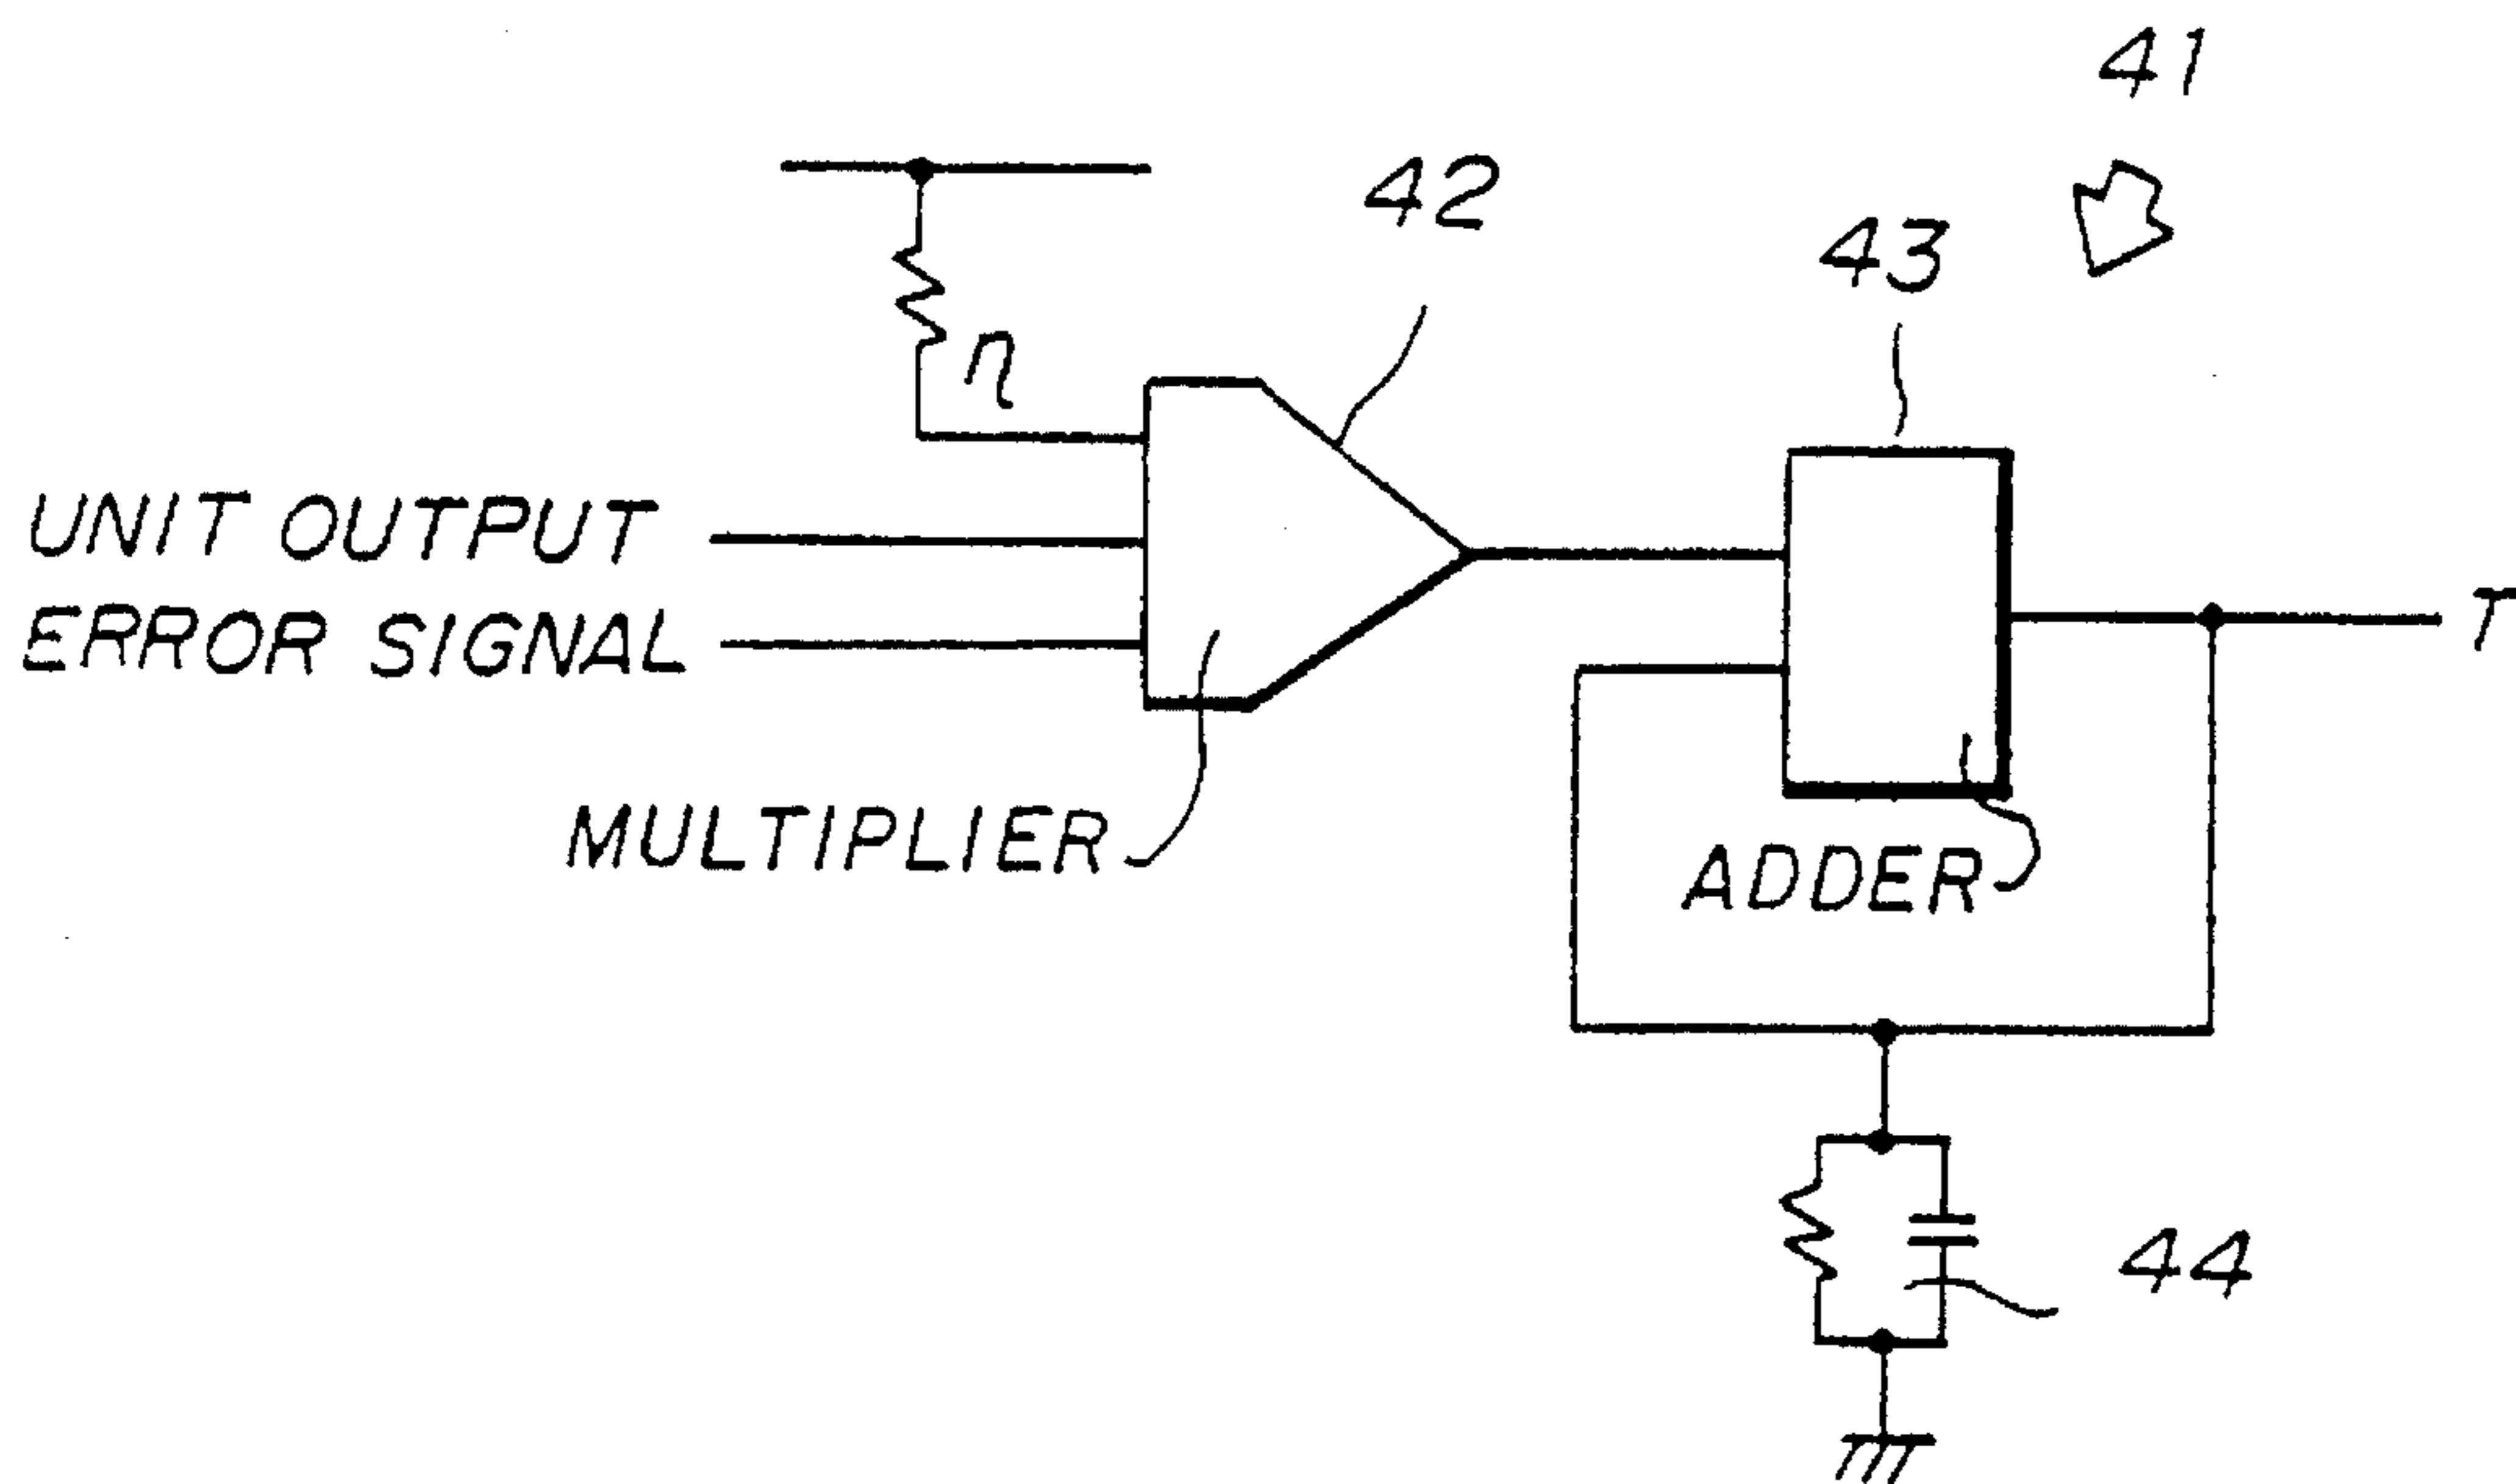 41
42
43
η
UNIT OUTPUT
ERROR SIGNAL
T
MULTIPLIER
ADDER
44